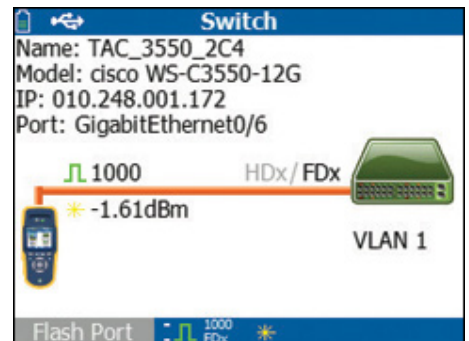 Switch
Name: TAC_3550_2C4
Model: cisco WS-C3550-12G
IP: 010.248.001.172
Port: GigabitEthernet0/6
1000 HDx/FDx
-1.61dBm
VLAN 1
Flash Port 1000 FDx